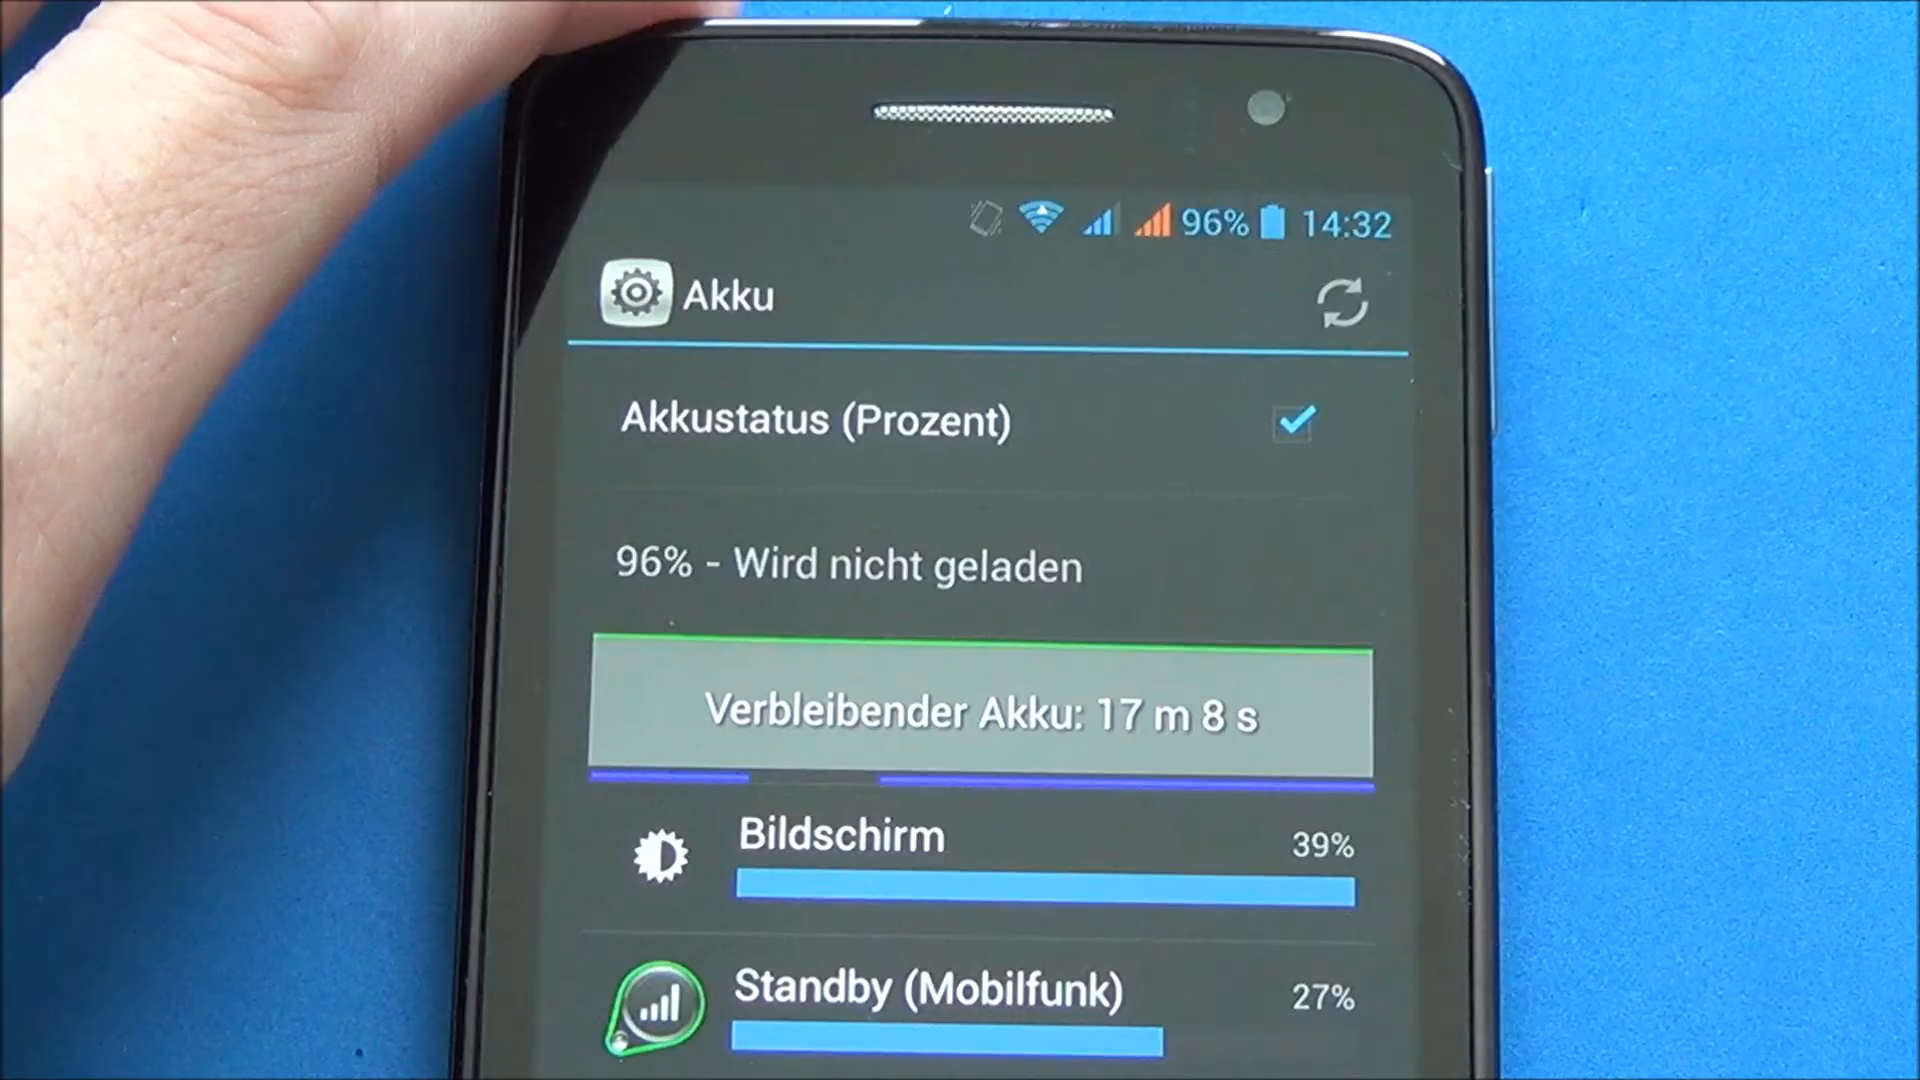 96% 14:32
Akku
Akkustatus (Prozent)
96% - Wird nicht geladen
Verbleibender Akku: 17 m 8 s
Bildschirm 39%
Standby (Mobilfunk) 27%